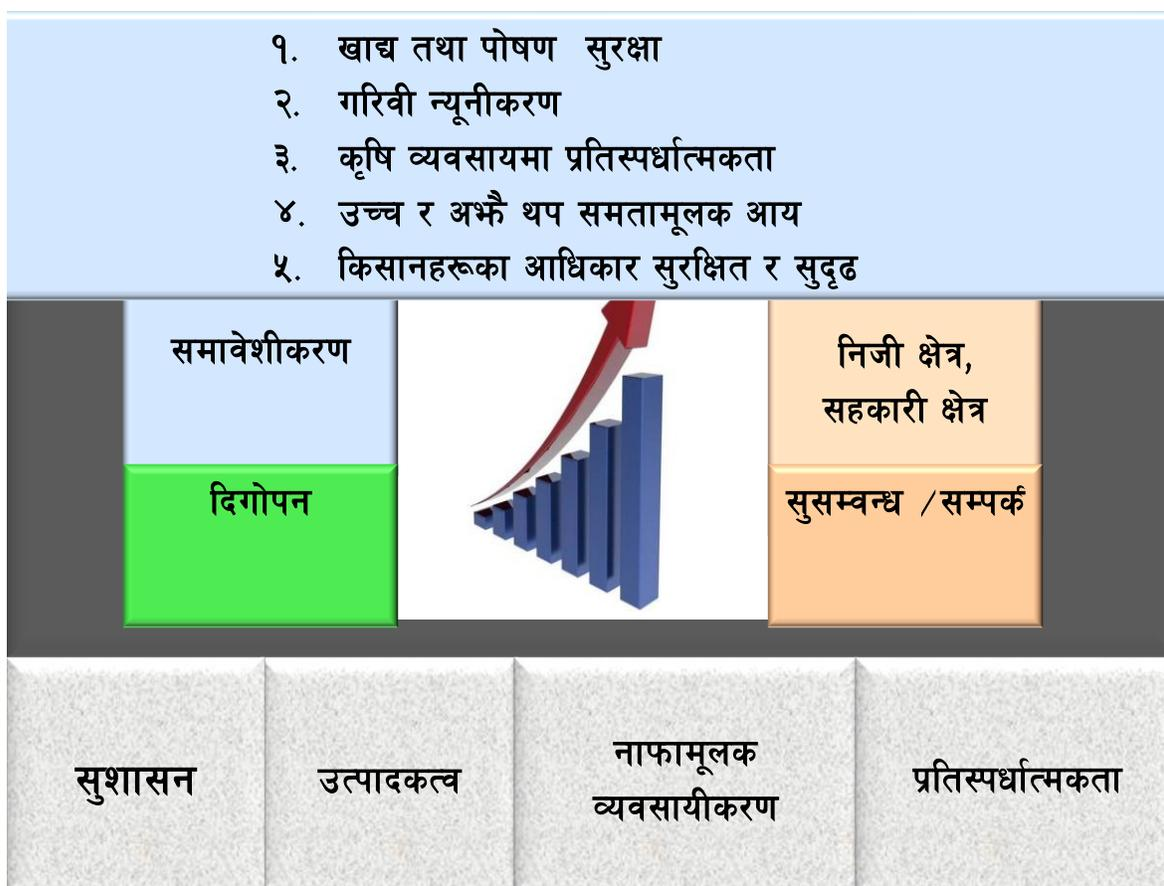 १. खाद्य तथा पोषण सुरक्षा
२. गरिवी न्यूनीकरण
३. कृषि व्यवसायमा प्रतिस्पर्धात्मकता
४. उच्च र अझै थप समतामूलक आय
५. किसानहरूका आधिकार सुरक्षित र सुदृढ
समावेशीकरण
निजी क्षेत्र,
सहकारी क्षेत्र
दिगोपन
सुसम्वन्ध /सम्पर्क
सुशासन
उत्पादकत्व
नाफामूलक
व्यवसायीकरण
प्रतिस्पर्धात्मकता